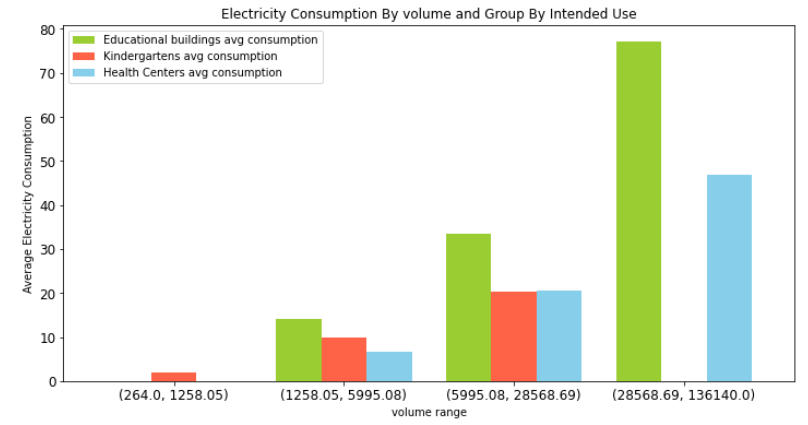 Electricity Consumption By volume and Group By Intended Use
Educational buildings avg consumption
Kindergartens avg consumption
Health Centers avg consumption
Average Electricity Consumption
80
70
60
50
40
30
20
10
0
(264.0, 1258.05) (1258.05, 5995.08) (5995.08, 28568.69) (28568.69, 136140.0)
volume range